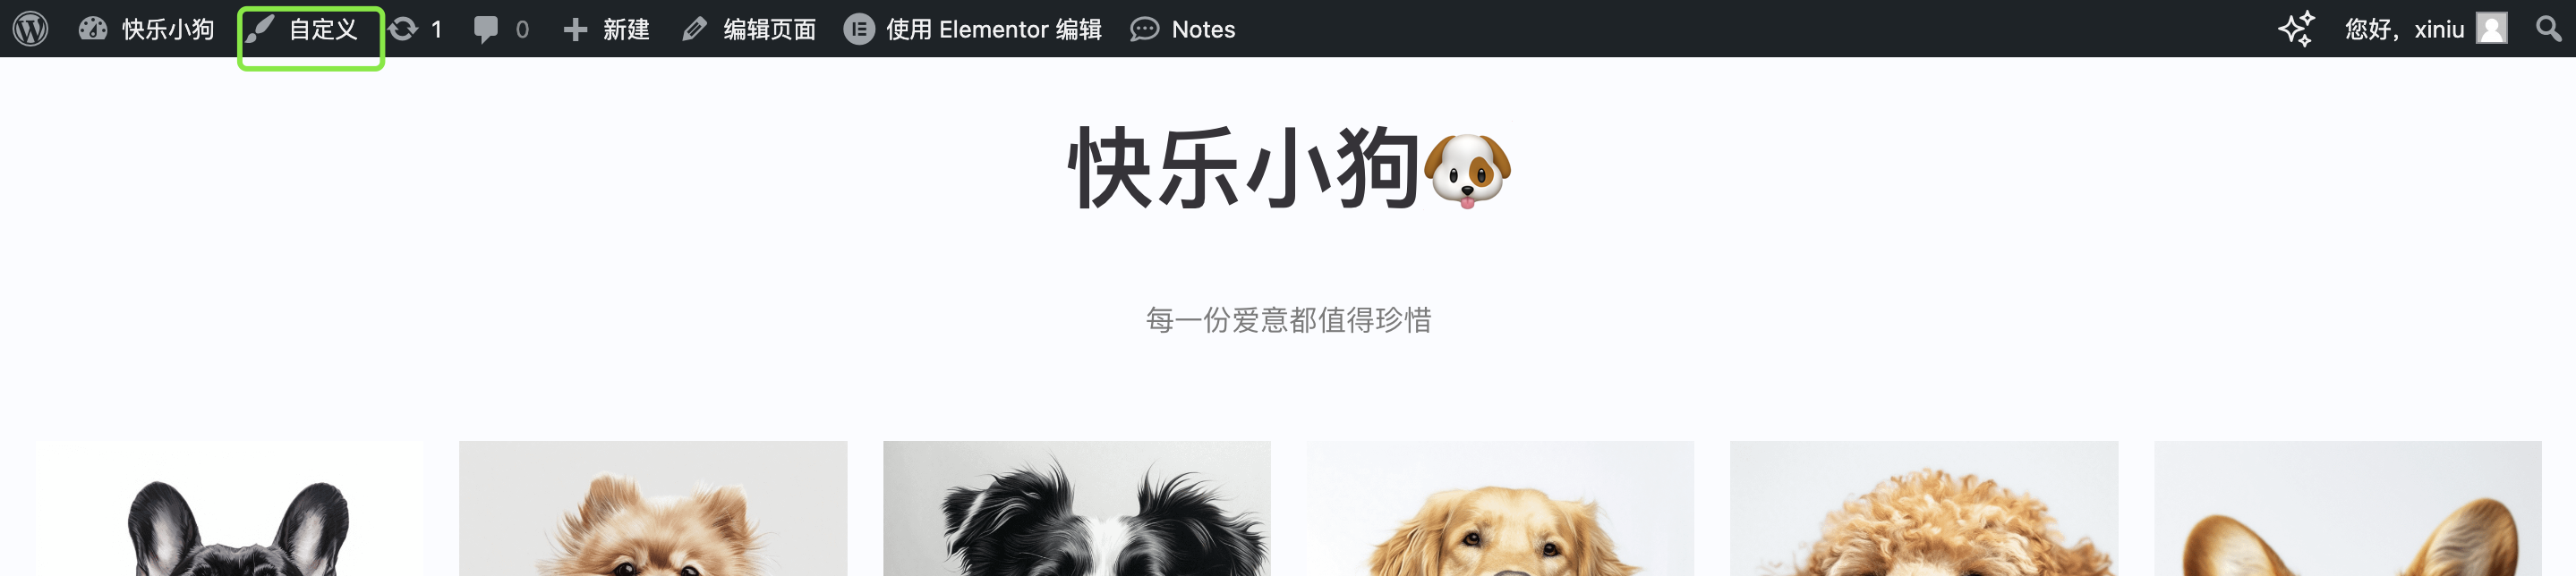 快乐小狗 自定义 1 0 新建 编辑页面 使用 Elementor 编辑 Notes 您好，xiniu
快乐小狗🐶
每一份爱意都值得珍惜